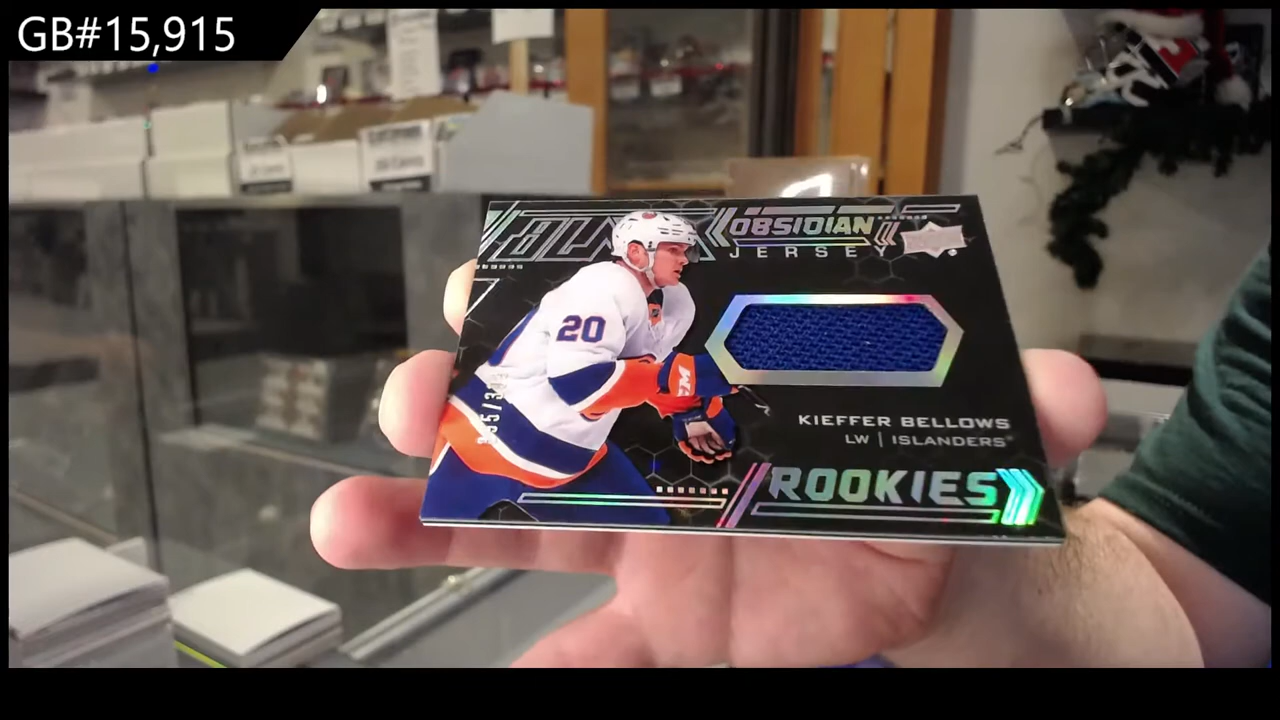 GB#15,915
OBSIDIAN
JERSEY
20
KIEFFER BELLOWS
LW | ISLANDERS
ROOKIES